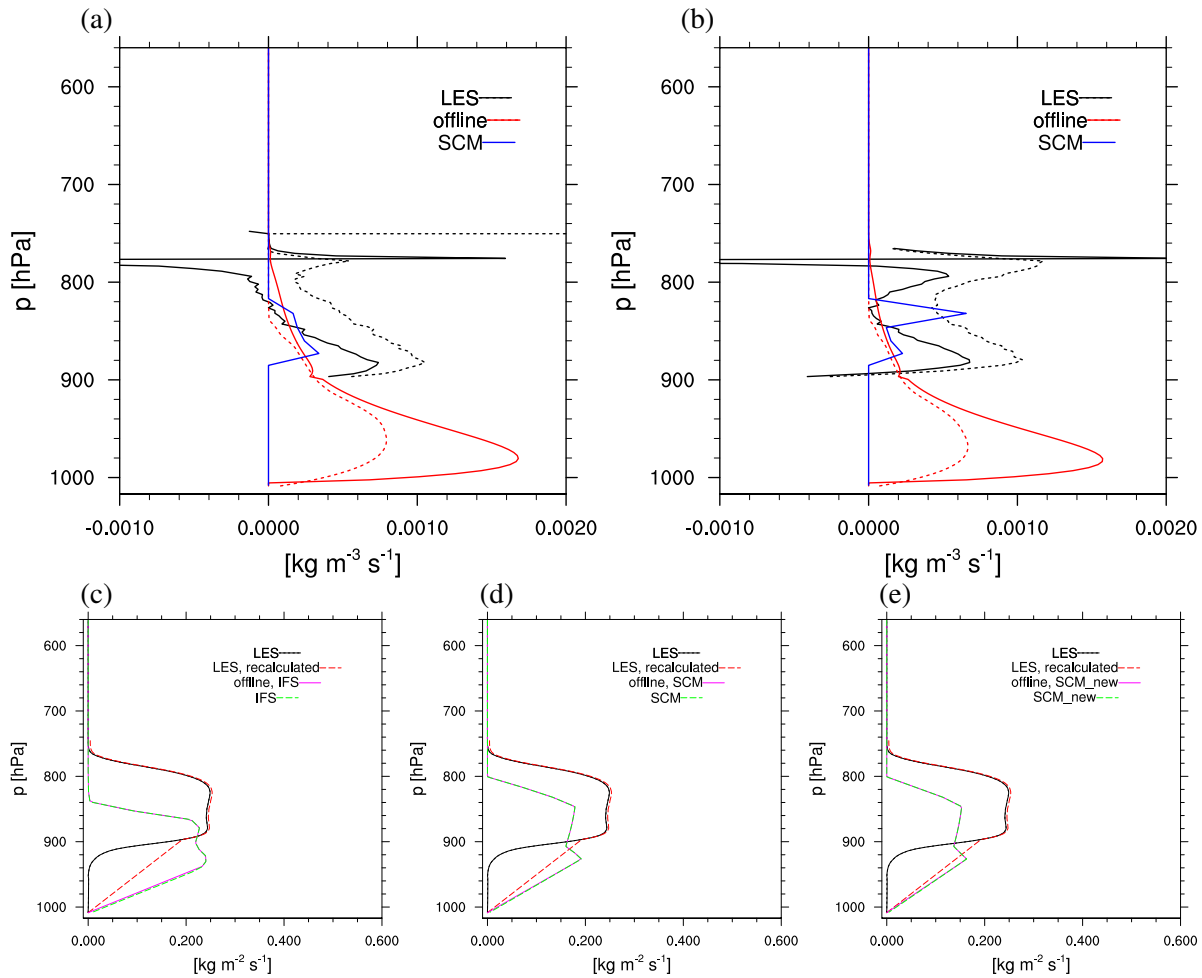 (a)
(b)
LES
offline
SCM
LES
offline
SCM
600
700
800
900
1000
p [hPa]
600
700
800
900
1000
p [hPa]
-0.0010
0.0000
0.0010
0.0020
-0.0010
0.0000
0.0010
0.0020
[kg m⁻³ s⁻¹]
[kg m⁻³ s⁻¹]
(c)
(d)
(e)
LES
LES, recalculated
offline, IFS
IFS
LES
LES, recalculated
offline, SCM
SCM
LES
LES, recalculated
offline, SCM_new
SCM_new
600
700
800
900
1000
p [hPa]
600
700
800
900
1000
p [hPa]
600
700
800
900
1000
p [hPa]
0.000
0.200
0.400
0.600
0.000
0.200
0.400
0.600
0.000
0.200
0.400
0.600
[kg m⁻² s⁻¹]
[kg m⁻² s⁻¹]
[kg m⁻² s⁻¹]